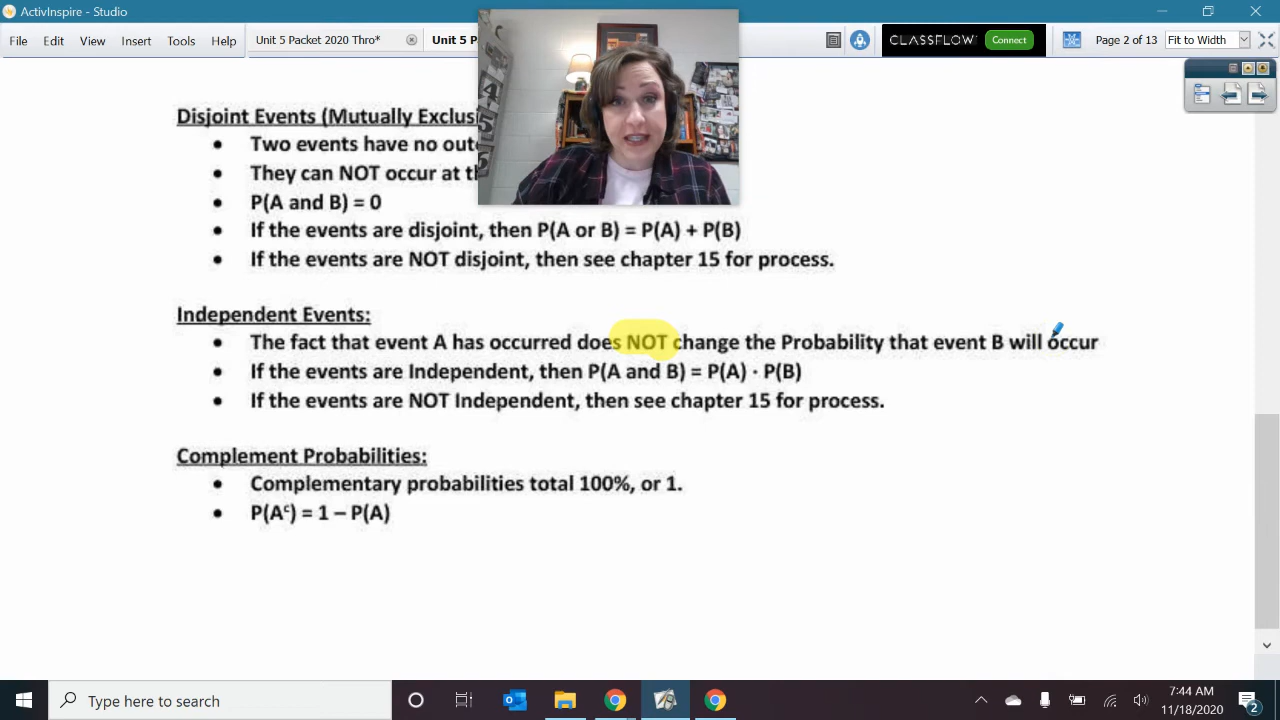 ActivInspire - Studio
File Edit View Insert Tools Help Unit 5 Packet 2020 Thro* Unit 5 P CLASSFLOW Connect Page 2 of 13 Fit to Width
Disjoint Events (Mutually Exclus
• Two events have no out
• They can NOT occur at t
• P(A and B) = 0
• If the events are disjoint, then P(A or B) = P(A) + P(B)
• If the events are NOT disjoint, then see chapter 15 for process.
Independent Events:
• The fact that event A has occurred does NOT change the Probability that event B will occur
• If the events are Independent, then P(A and B) = P(A) · P(B)
• If the events are NOT Independent, then see chapter 15 for process.
Complement Probabilities:
• Complementary probabilities total 100%, or 1.
• P(Aᶜ) = 1 – P(A)
Type here to search
7:44 AM
11/18/2020
2